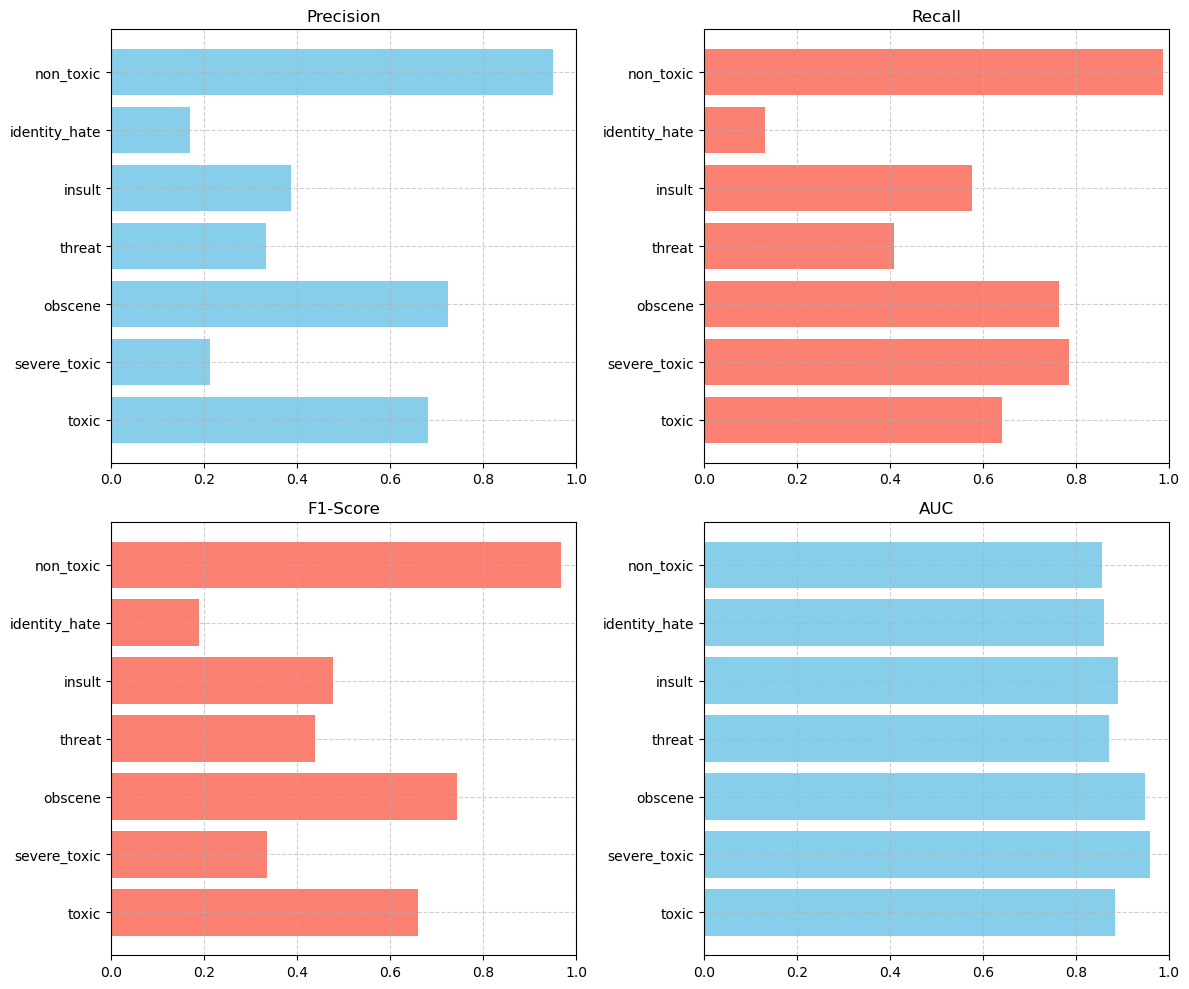 Precision
non_toxic
identity_hate
insult
threat
obscene
severe_toxic
toxic
0.0 0.2 0.4 0.6 0.8 1.0
Recall
non_toxic
identity_hate
insult
threat
obscene
severe_toxic
toxic
0.0 0.2 0.4 0.6 0.8 1.0
F1-Score
non_toxic
identity_hate
insult
threat
obscene
severe_toxic
toxic
0.0 0.2 0.4 0.6 0.8 1.0
AUC
non_toxic
identity_hate
insult
threat
obscene
severe_toxic
toxic
0.0 0.2 0.4 0.6 0.8 1.0